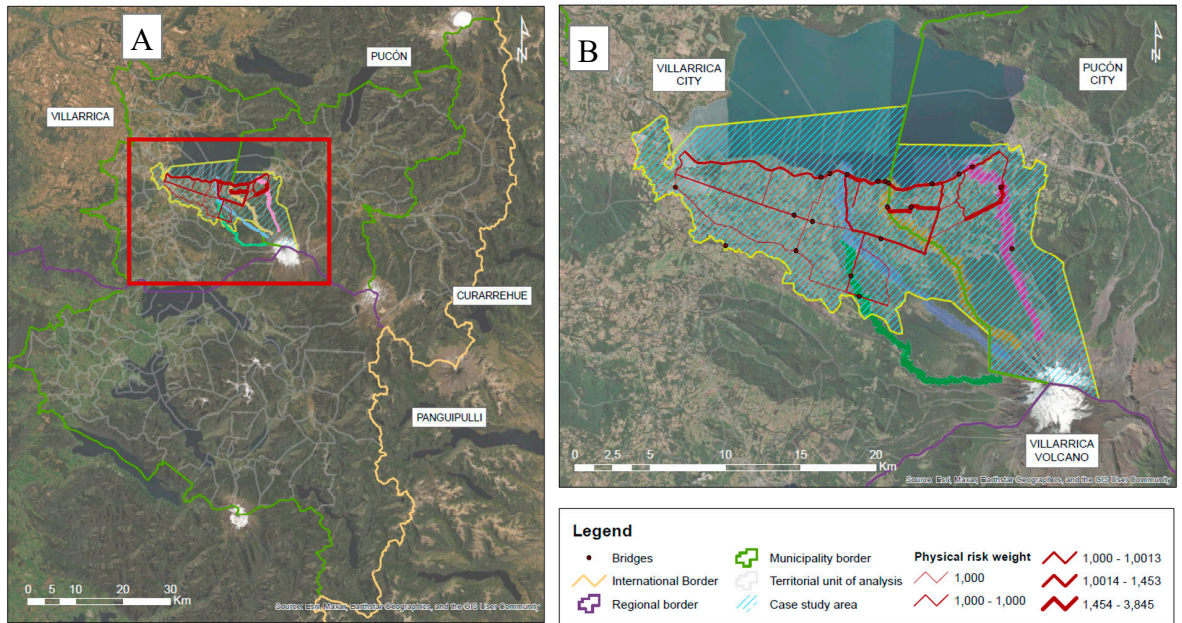 A
PUCÓN
VILLARRICA
CURARREHUE
PANGUIPULLI
N
0 5 10 20 30
Km
Source: Esri, Maxar, Earthstar Geographics, and the GIS User Community
B
VILLARRICA
CITY
PUCÓN
CITY
N
VILLARRICA
VOLCANO
0 2,5 5 10 15 20
Km
Source: Esri, Maxar, Earthstar Geographics, and the GIS User Community
Legend
Bridges
International Border
Regional border
Municipality border
Territorial unit of analysis
Case study area
Physical risk weight
1,000
1,000 - 1,000
1,000 - 1,0013
1,0014 - 1,453
1,454 - 3,845